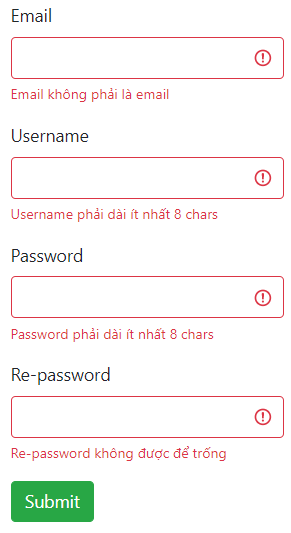 Email
Email không phải là email
Username
Username phải dài ít nhất 8 chars
Password
Password phải dài ít nhất 8 chars
Re-password
Re-password không được để trống
Submit